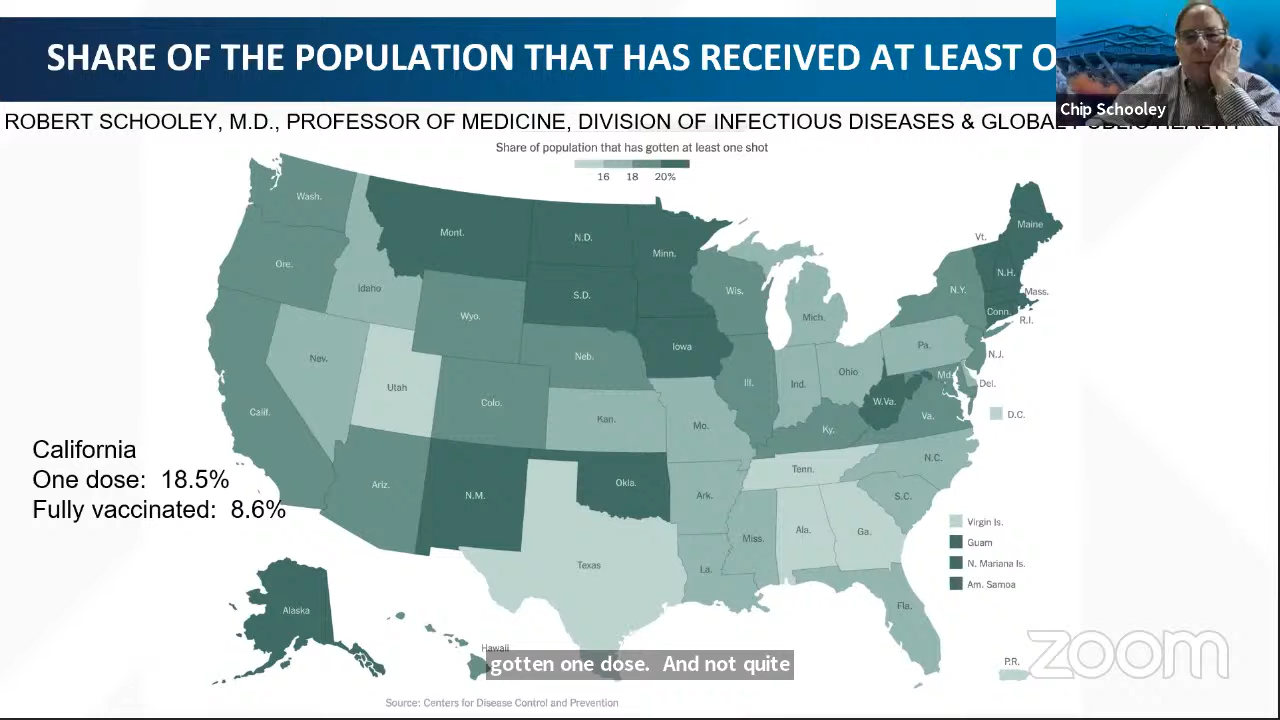 SHARE OF THE POPULATION THAT HAS RECEIVED AT LEAST O
Chip Schooley
ROBERT SCHOOLEY, M.D., PROFESSOR OF MEDICINE, DIVISION OF INFECTIOUS DISEASES & GLOBAL PUBLIC HEALTH
Share of population that has gotten at least one shot
16 18 20%
Wash.
Mont.
N.D.
Minn.
Maine
Vt.
Ore.
Idaho
S.D.
Wis.
N.Y.
N.H.
Mass.
Wyo.
Mich.
Conn.
R.I.
Nev.
Utah
Neb.
Iowa
Pa.
N.J.
Calif.
Colo.
Kan.
Mo.
Ill.
Ind.
Ohio
W.Va.
Md.
Del.
D.C.
Ky.
Va.
California
One dose: 18.5%
Fully vaccinated: 8.6%
Ariz.
N.M.
Okla.
Ark.
Tenn.
N.C.
S.C.
Texas
La.
Miss.
Ala.
Ga.
Fla.
Virgin Is.
Guam
N. Mariana Is.
Am. Samoa
Alaska
Hawaii
P.R.
zoom
gotten one dose. And not quite
Source: Centers for Disease Control and Prevention